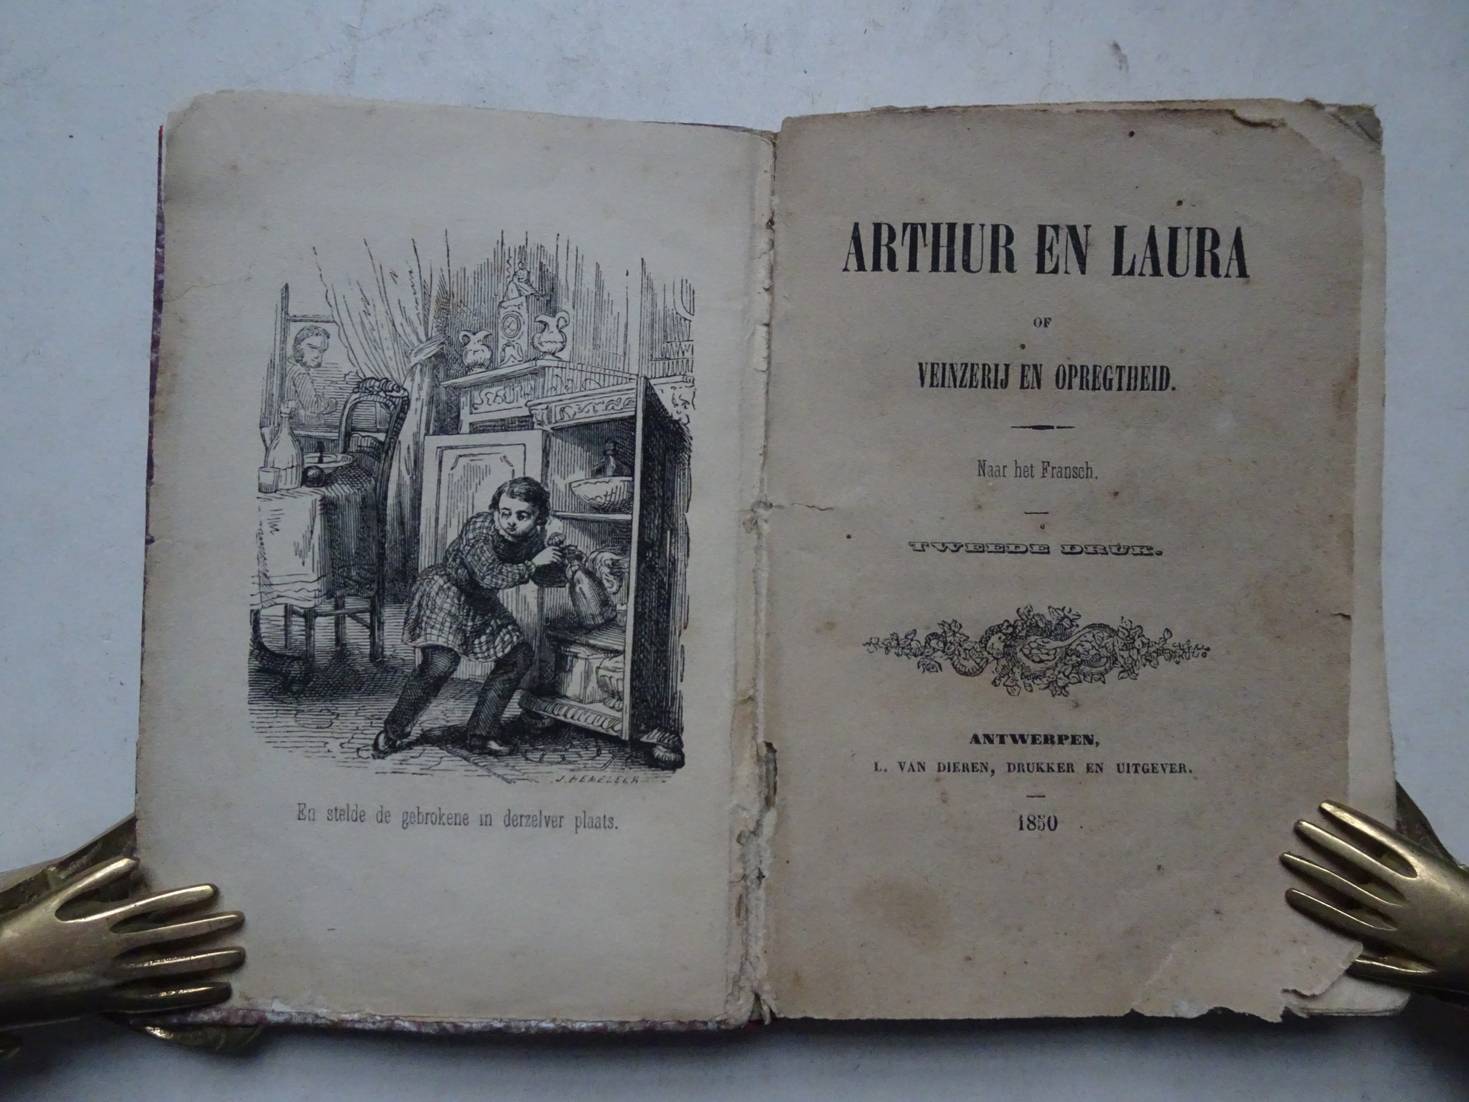 J. HEMELEER
En stelde de gebrokene in derzelver plaats.
ARTHUR EN LAURA
OF
VEINZERIJ EN OPREGTHEID.
Naar het Fransch.
TWEEDE DRUK.
ANTWERPEN,
L. VAN DIEREN, DRUKKER EN UITGEVER.
1850